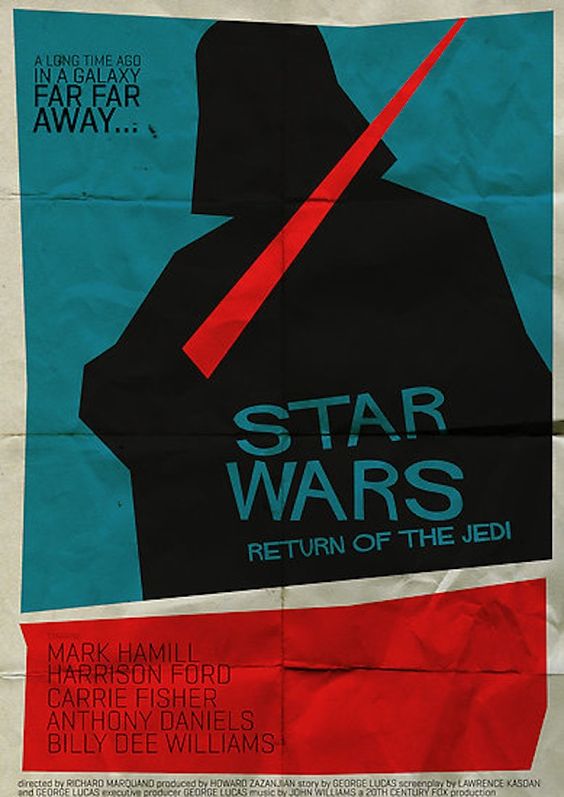 A LONG TIME AGO
IN A GALAXY
FAR FAR
AWAY...
STAR
WARS
RETURN OF THE JEDI
MARK HAMILL
HARRISON FORD
CARRIE FISHER
ANTHONY DANIELS
BILLY DEE WILLIAMS
directed by RICHARD MARQUAND produced by HOWARD ZAZANJIAN story by GEORGE LUCAS screenplay by LAWRENCE KASDAN
and GEORGE LUCAS executive producer GEORGE LUCAS music by JOHN WILLIAMS a 20TH CENTURY FOX production